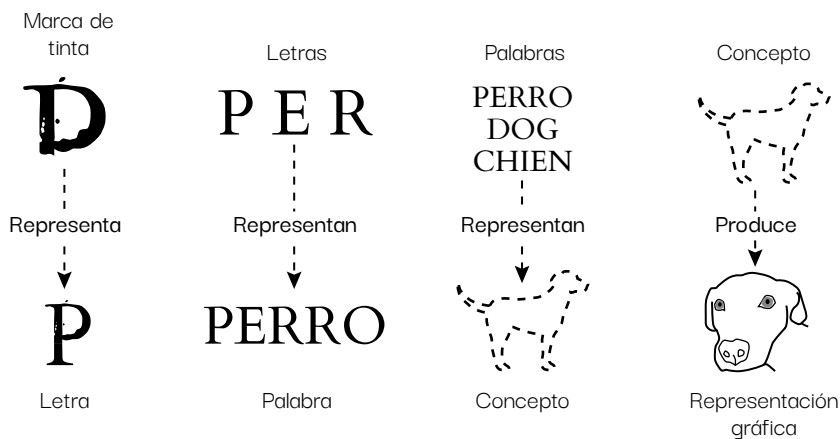 Marca de
tinta
D
Representa
P
Letra
Letras
P E R
Representan
PERRO
Palabra
Palabras
PERRO
DOG
CHIEN
Representan
Concepto
Concepto
Produce
Representación
gráfica